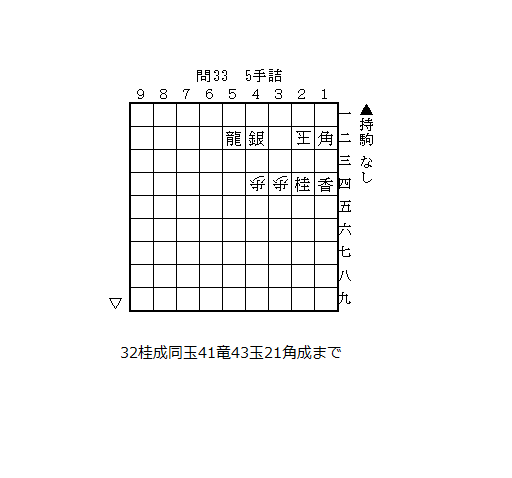 問33 5手詰
9 8 7 6 5 4 3 2 1
一
二 龍 銀 王 角
三
四 歩 歩 桂 香
五
六
七
八
九
▲持駒 なし
▽
32桂成同玉41竜43玉21角成まで